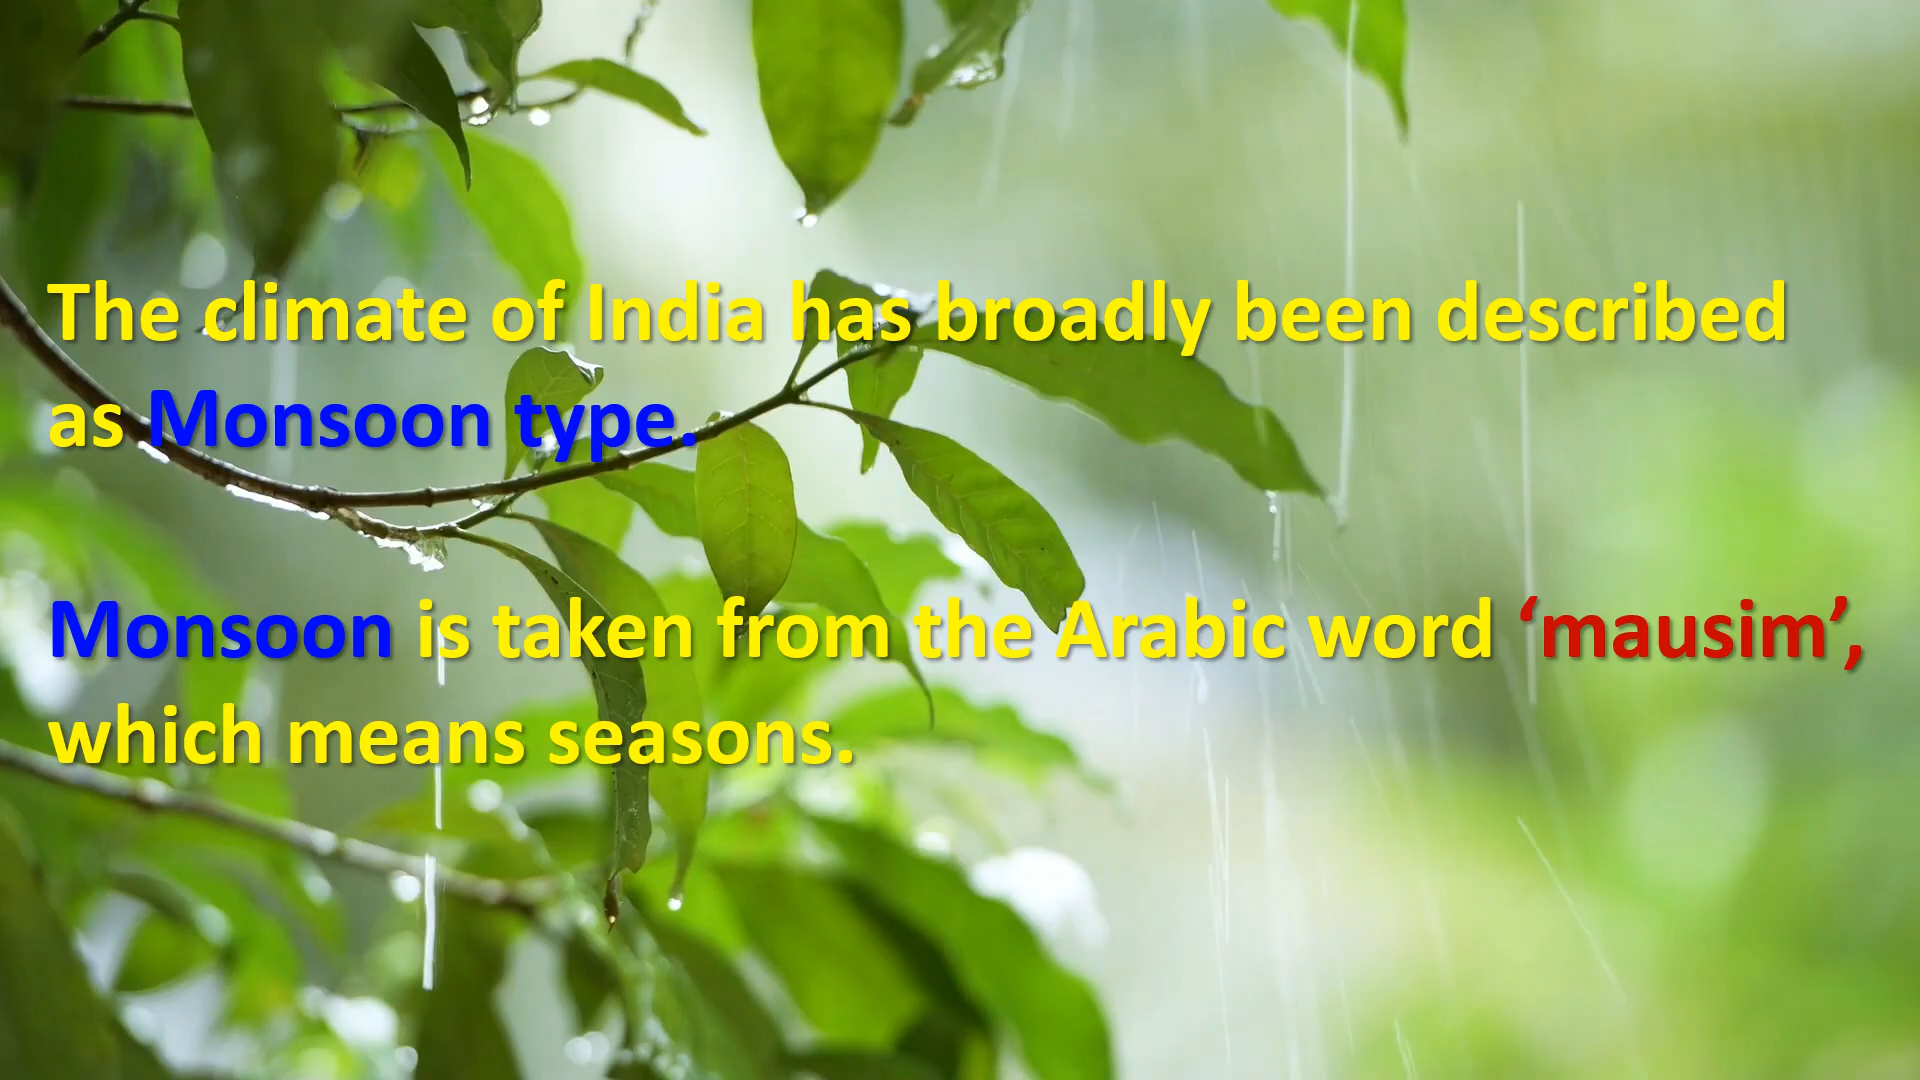 The climate of India has broadly been described
as Monsoon type.
Monsoon is taken from the Arabic word ‘mausim’,
which means seasons.